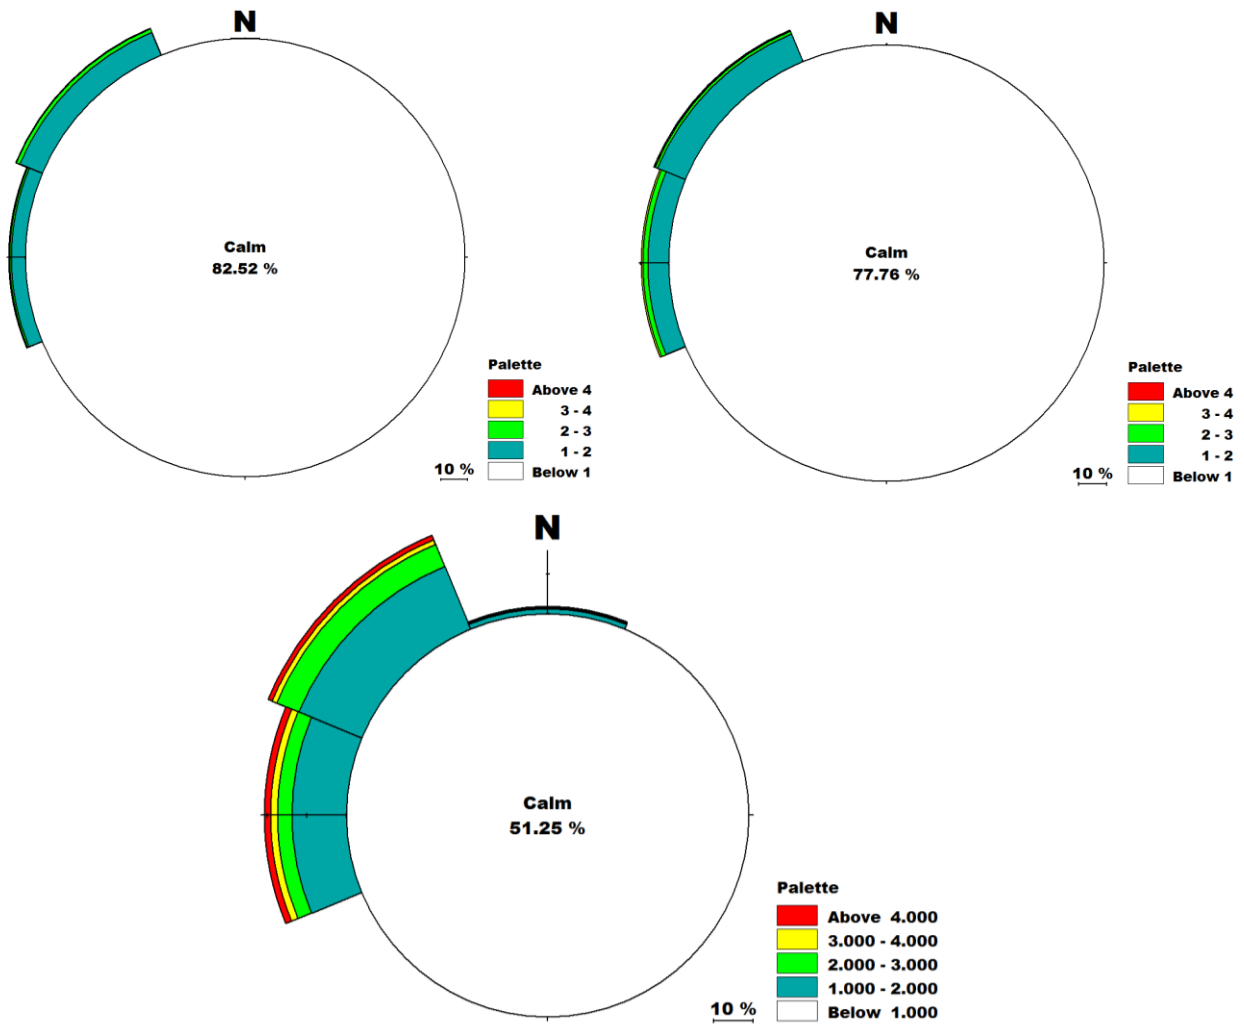 N
Calm
82.52 %
Palette
Above 4
3 - 4
2 - 3
1 - 2
Below 1
10 %
N
Calm
77.76 %
Palette
Above 4
3 - 4
2 - 3
1 - 2
Below 1
10 %
N
Calm
51.25 %
Palette
Above 4.000
3.000 - 4.000
2.000 - 3.000
1.000 - 2.000
Below 1.000
10 %